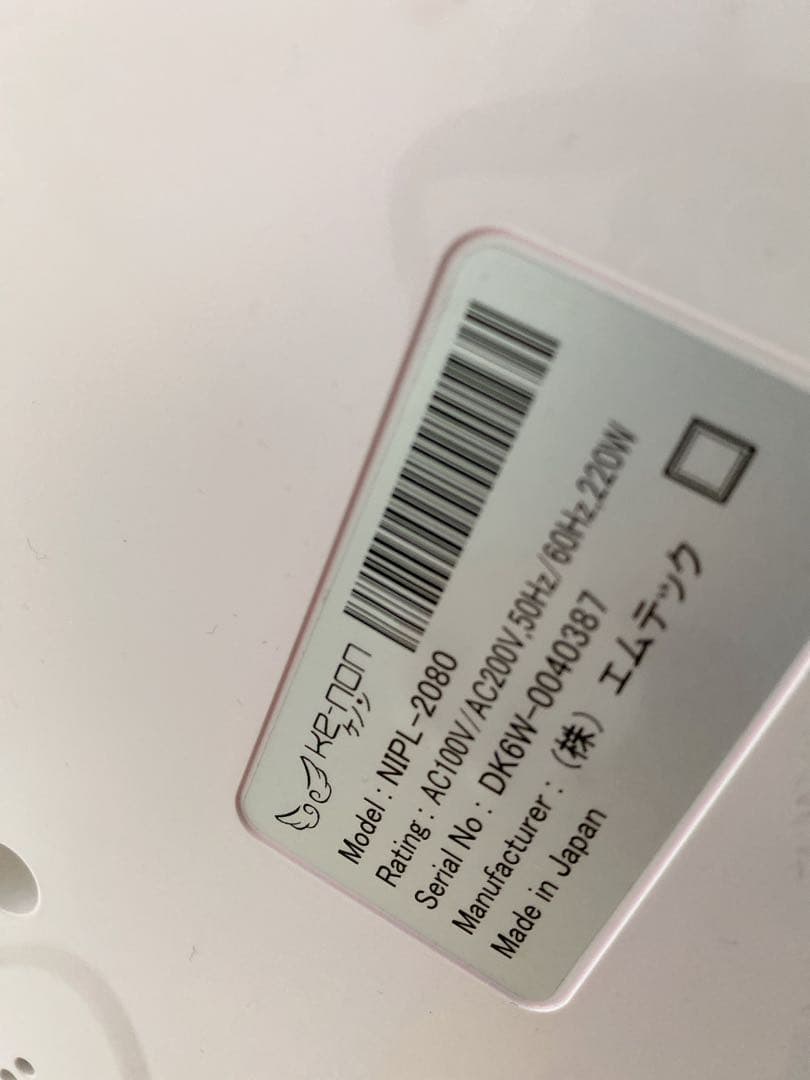 ke-non
ケノン
Model : NIPL-2080
Rating : AC100V/AC200V,50Hz/60Hz,220W
Serial No : DK6W-0040387
Manufacturer : (株) エムテック
Made in Japan